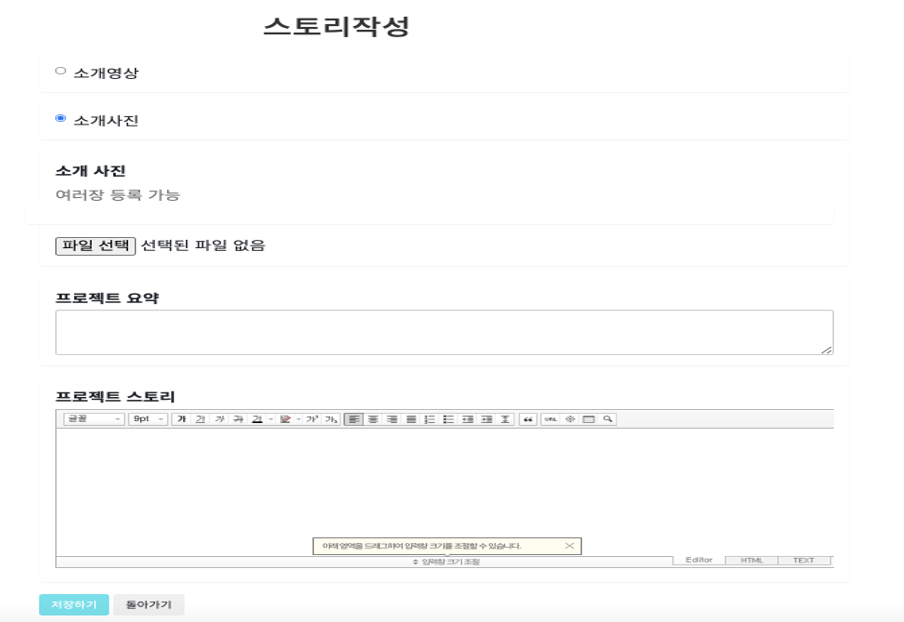 스토리작성
소개영상
소개사진
소개 사진
여러장 등록 가능
파일 선택 선택된 파일 없음
프로젝트 요약
프로젝트 스토리
글꼴 9pt 가 가 가 가 가 가 가 URL
아래 영역을 드래그하여 입력창 크기를 조절할 수 있습니다.
입력창 크기 조절 Editor HTML TEXT
저장하기 돌아가기